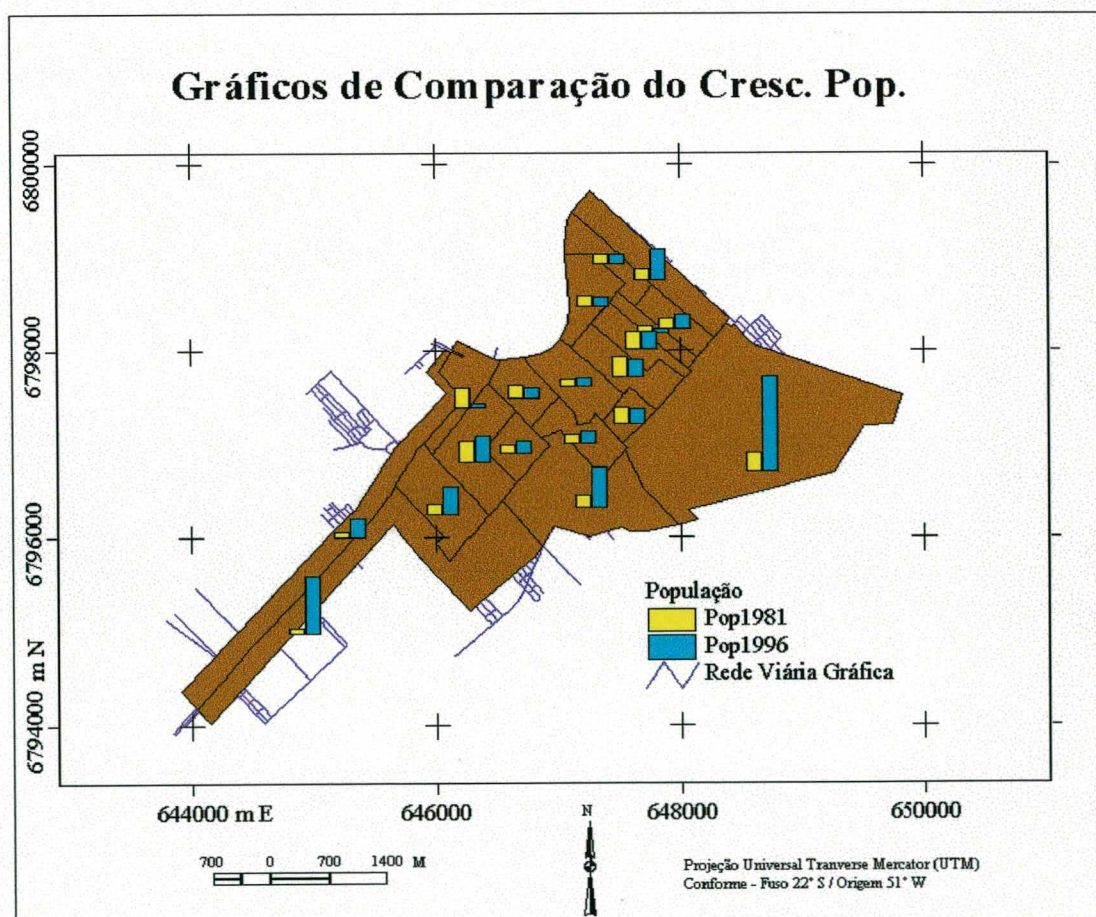 Gráficos de Comparação do Cresc. Pop.
6800000
6798000
6796000
6794000 m N
População
Pop1981
Pop1996
Rede Viária Gráfica
644000 m E
646000
648000
650000
N
700 0 700 1400 M
Projeção Universal Tranverse Mercator (UTM)
Conforme - Fuso 22° S / Origem 51° W